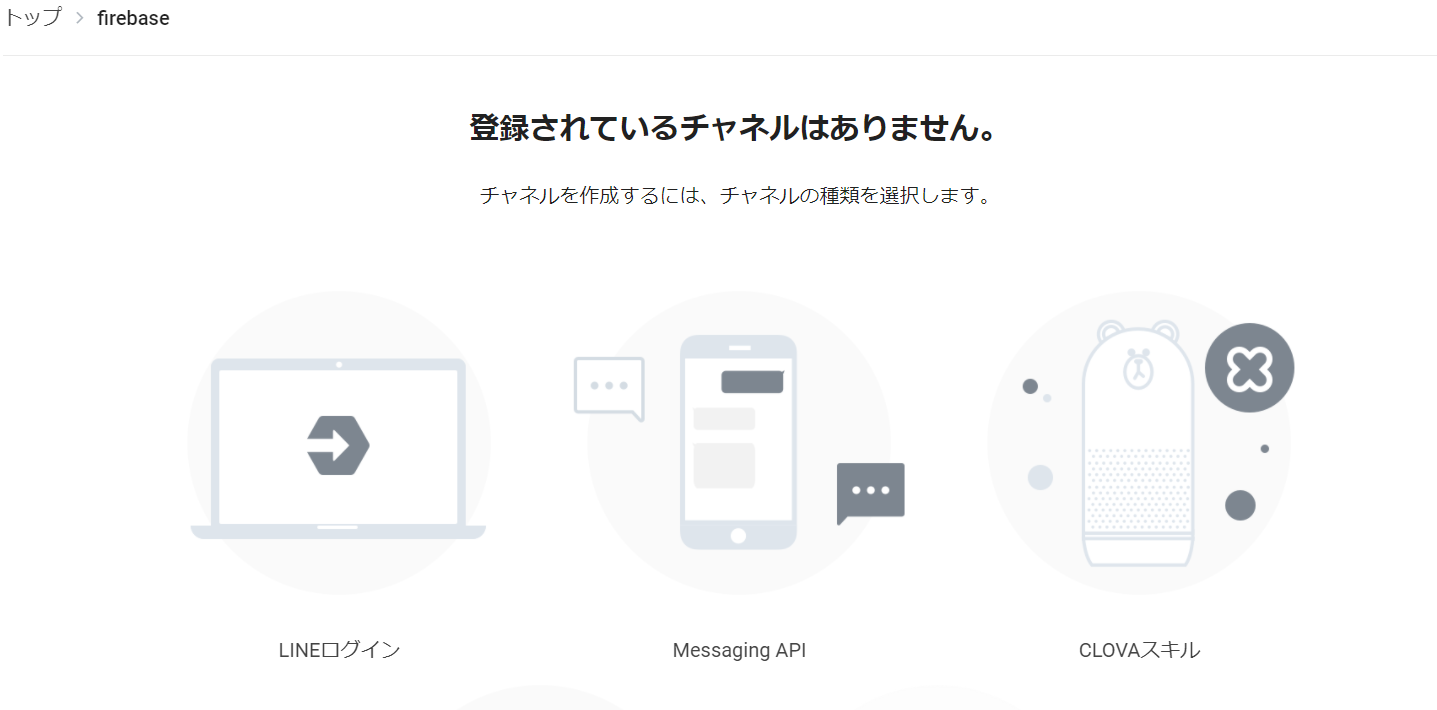 トップ > firebase
登録されているチャネルはありません。
チャネルを作成するには、チャネルの種類を選択します。
LINEログイン
Messaging API
CLOVAスキル